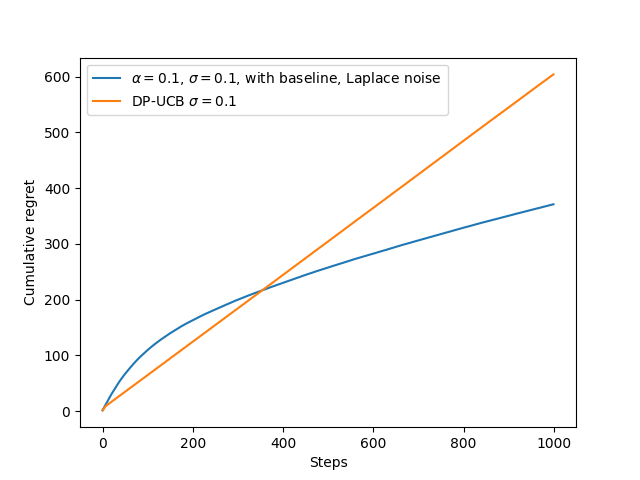 α = 0.1, σ = 0.1, with baseline, Laplace noise
DP-UCB σ = 0.1
600
500
400
300
200
100
0
Cumulative regret
0 200 400 600 800 1000
Steps